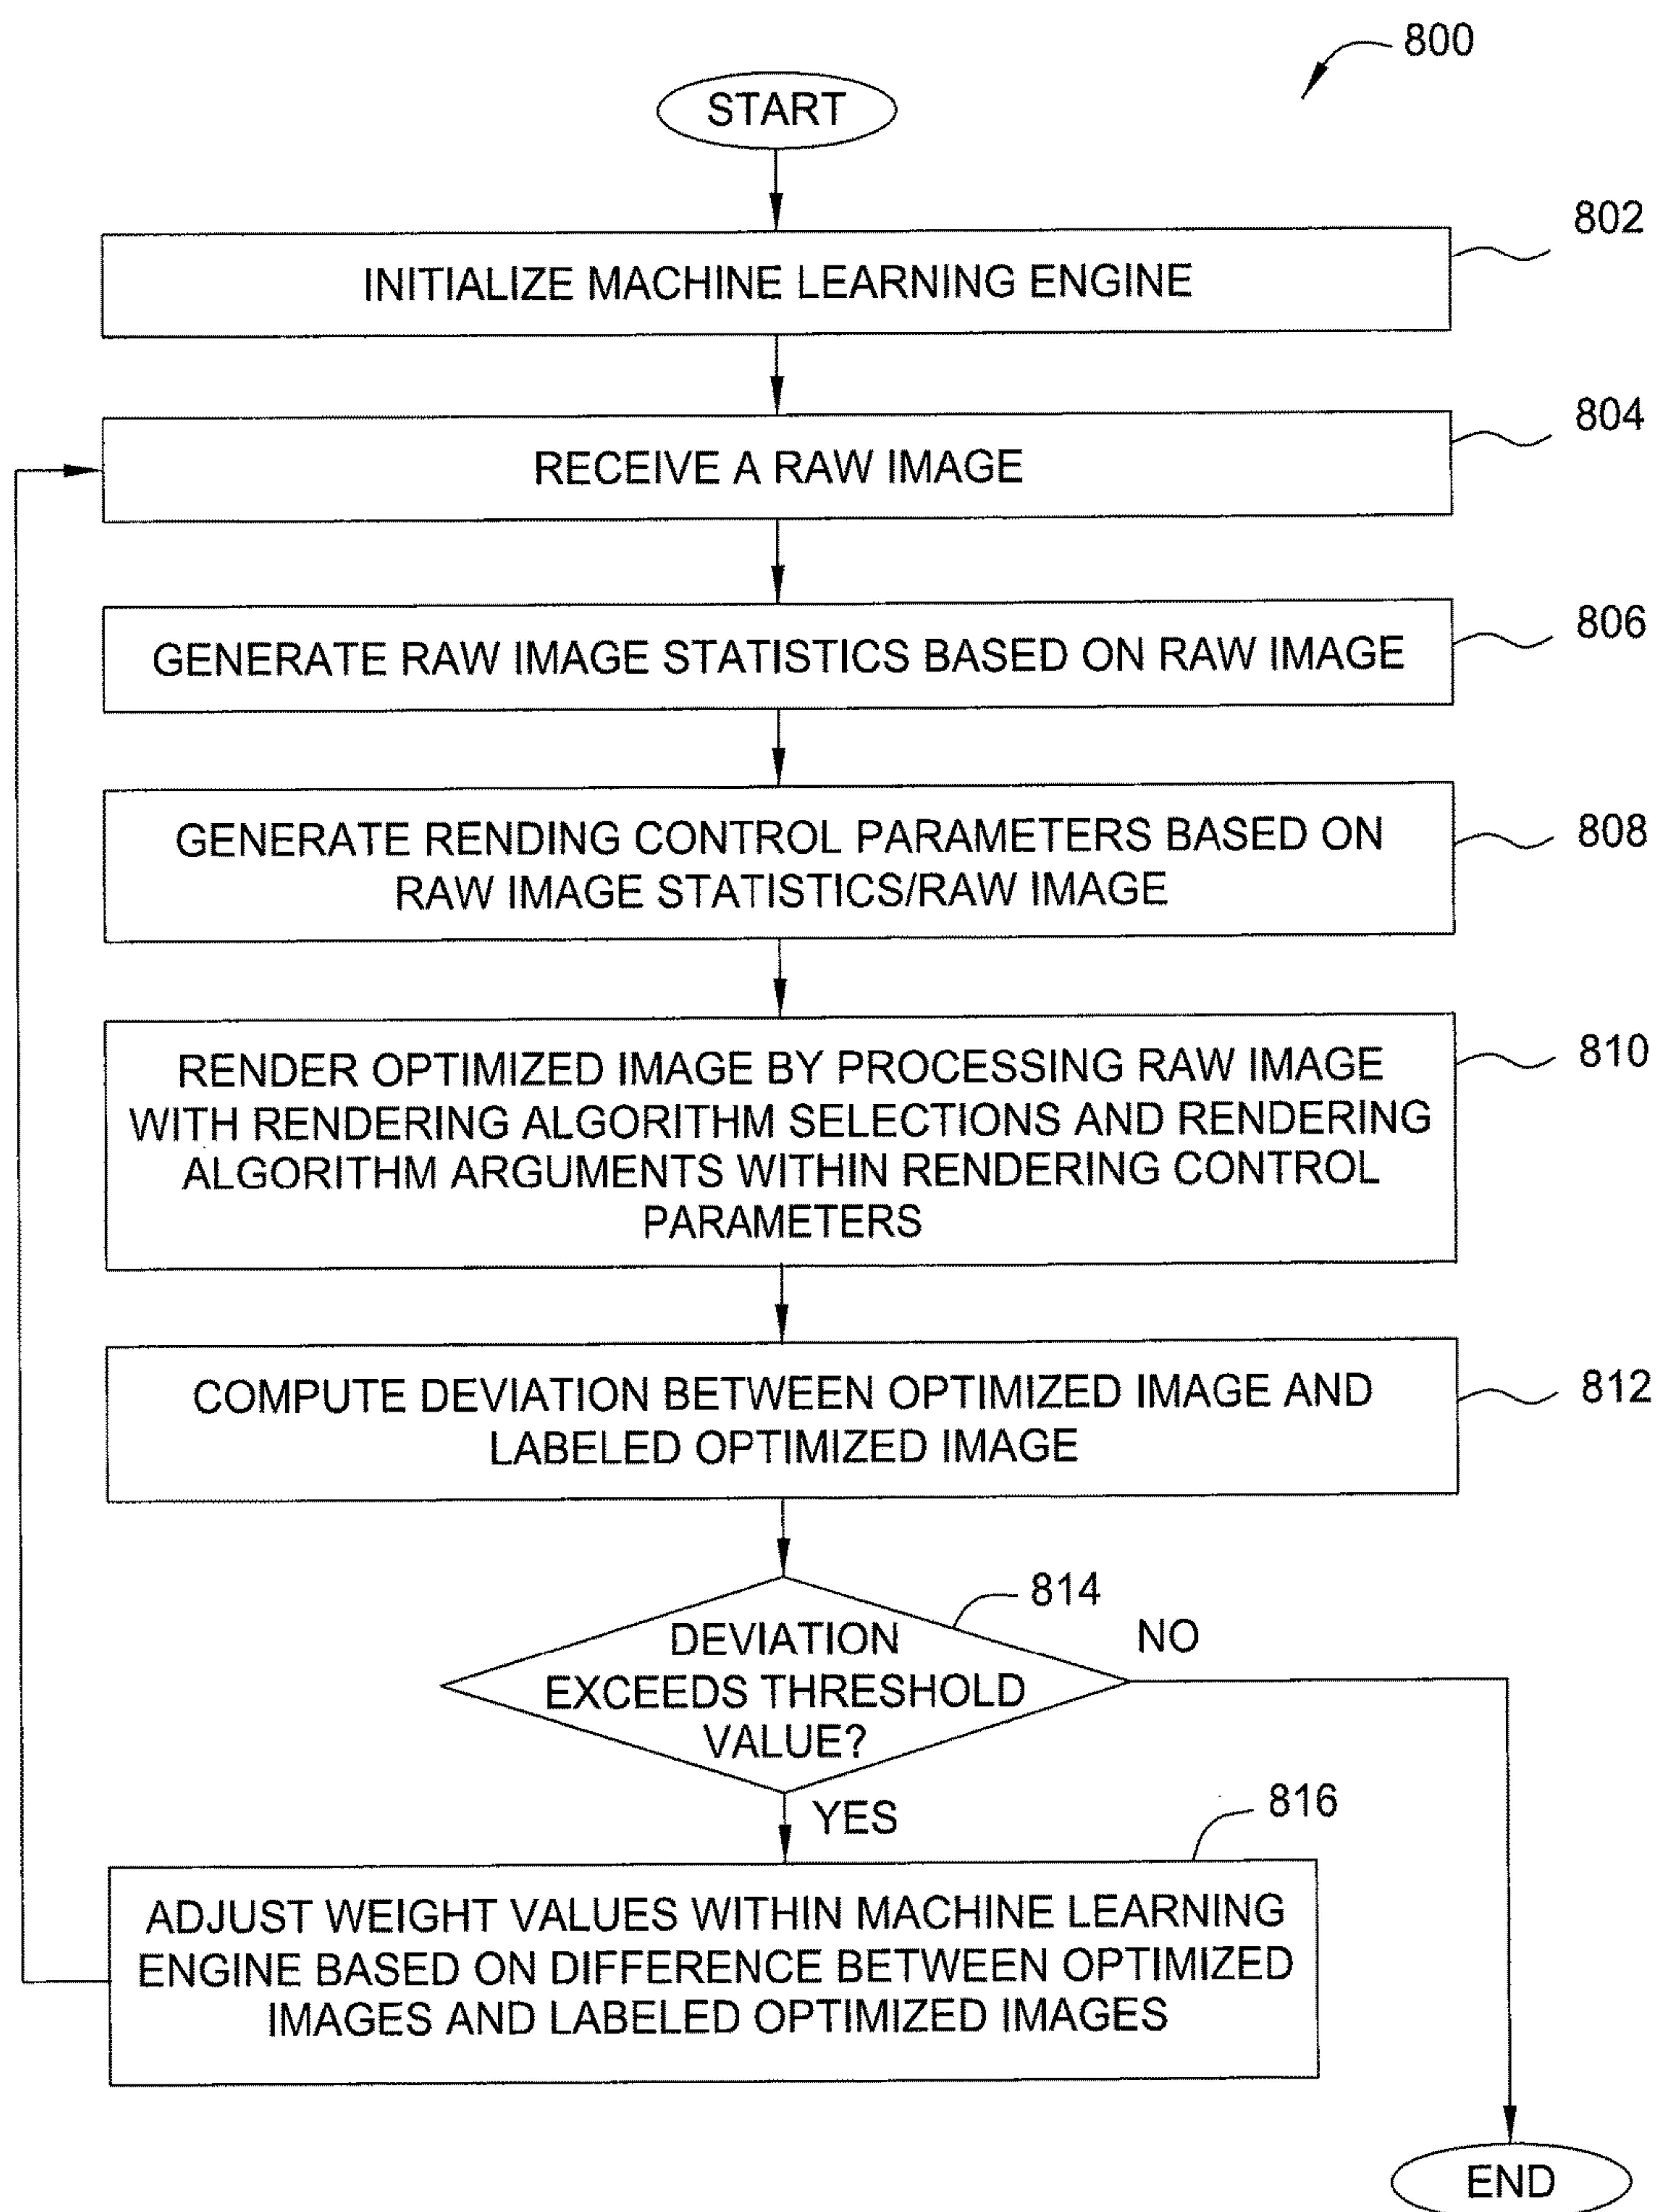 800
START
802
INITIALIZE MACHINE LEARNING ENGINE
804
RECEIVE A RAW IMAGE
806
GENERATE RAW IMAGE STATISTICS BASED ON RAW IMAGE
808
GENERATE RENDING CONTROL PARAMETERS BASED ON
RAW IMAGE STATISTICS/RAW IMAGE
810
RENDER OPTIMIZED IMAGE BY PROCESSING RAW IMAGE
WITH RENDERING ALGORITHM SELECTIONS AND RENDERING
ALGORITHM ARGUMENTS WITHIN RENDERING CONTROL
PARAMETERS
812
COMPUTE DEVIATION BETWEEN OPTIMIZED IMAGE AND
LABELED OPTIMIZED IMAGE
814
DEVIATION
EXCEEDS THRESHOLD
VALUE?
NO
YES
816
ADJUST WEIGHT VALUES WITHIN MACHINE LEARNING
ENGINE BASED ON DIFFERENCE BETWEEN OPTIMIZED
IMAGES AND LABELED OPTIMIZED IMAGES
END